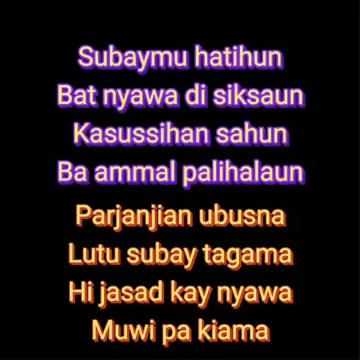 Subaymu hatihun
Bat nyawa di siksaun
Kasussihan sahun
Ba ammal palihalaun
Parjanjian ubusna
Lutu subay tagama
Hi jasad kay nyawa
Muwi pa kiama